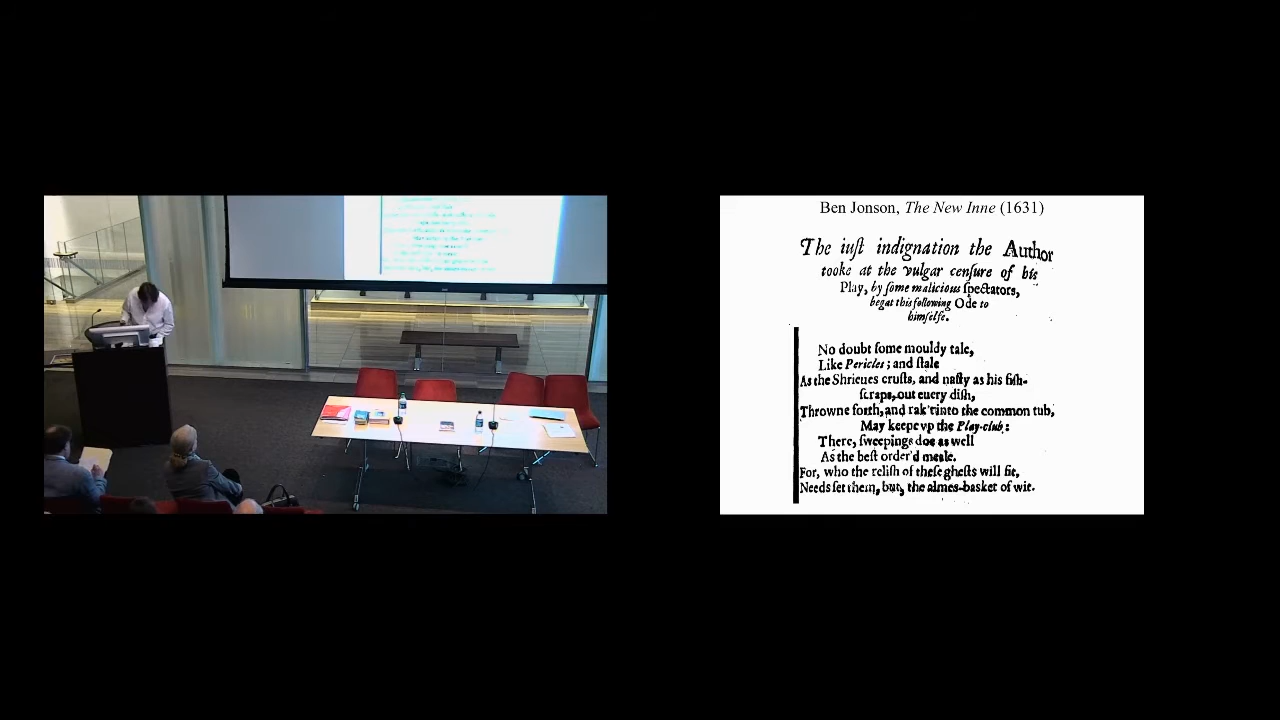 Ben Jonson, The New Inne (1631)
The iuſt indignation the Author
tooke at the vulgar cenſure of his
Play, by ſome malicious ſpectators,
begat this following Ode to
himſelfe.
No doubt ſome mouldy tale,
Like Pericles; and ſtale
As the Shrieues cruſts, and naſty as his fiſh-
ſcraps, out euery diſh,
Throwne forth, and rak't into the common tub,
May keepe vp the Play-club:
There, ſweepings doe as well
As the beſt order'd meale.
For, who the reliſh of theſe gheſts will fit,
Needs ſet them, but, the almes-basket of wit.